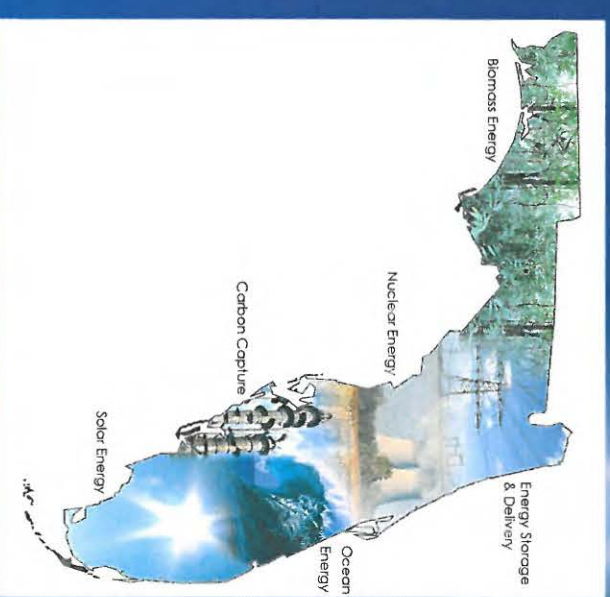 Biomass Energy
Energy Storage
& Delivery
Nuclear Energy
Carbon Capture
Ocean
Energy
Solar Energy